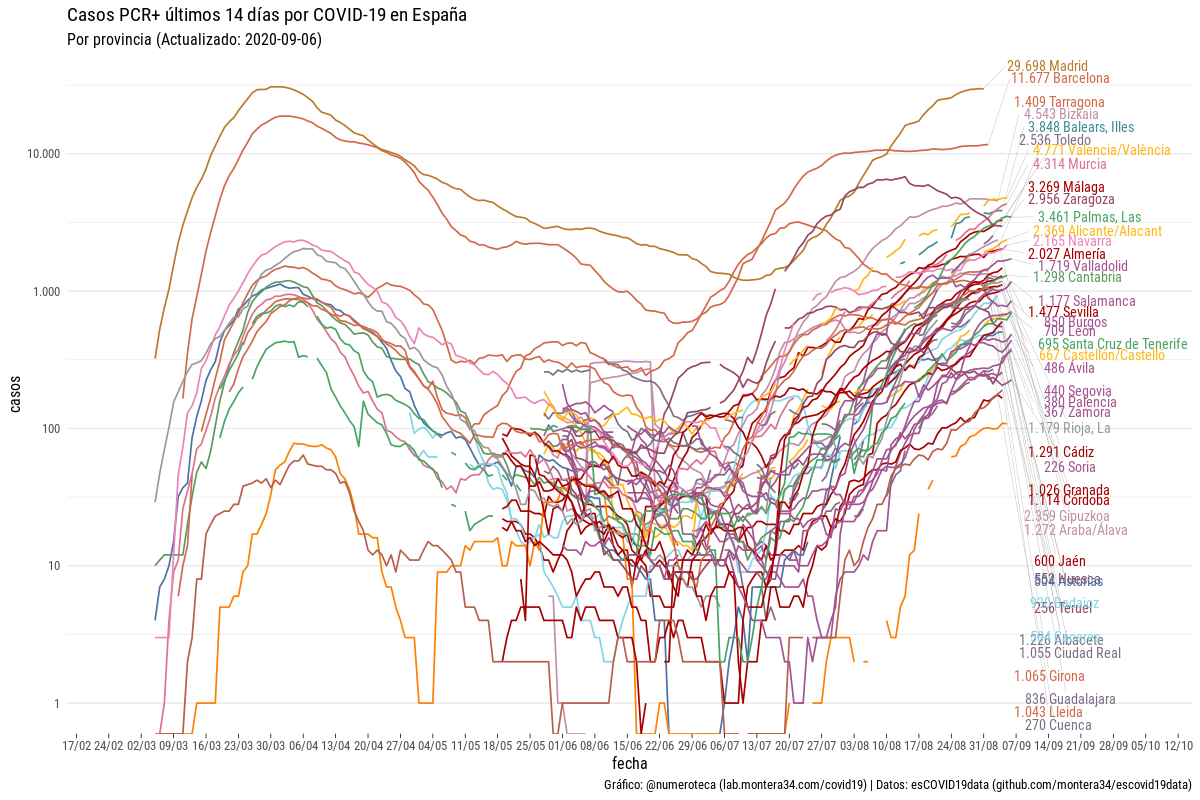 Casos PCR+ últimos 14 días por COVID-19 en España
Por provincia (Actualizado: 2020-09-06)
casos
10.000
1.000
100
10
1
29.698 Madrid
11.677 Barcelona
1.409 Tarragona
4.543 Bizkaia
3.848 Balears, Illes
2.536 Toledo
4.771 Valencia/València
4.314 Murcia
3.269 Málaga
2.956 Zaragoza
3.461 Palmas, Las
2.369 Alicante/Alacant
2.165 Navarra
2.027 Almería
1.719 Valladolid
1.298 Cantabria
1.177 Salamanca
1.477 Sevilla
850 Burgos
709 León
695 Santa Cruz de Tenerife
667 Castellón/Castelló
486 Ávila
440 Segovia
380 Palencia
367 Zamora
1.179 Rioja, La
1.291 Cádiz
226 Soria
1.026 Granada
1.114 Córdoba
2.359 Gipuzkoa
1.272 Araba/Álava
600 Jaén
Huesca
504 Asturias
Badajoz
256 Teruel
Cáceres
1.226 Albacete
1.055 Ciudad Real
1.065 Girona
836 Guadalajara
1.043 Lleida
270 Cuenca
17/02 24/02 02/03 09/03 16/03 23/03 30/03 06/04 13/04 20/04 27/04 04/05 11/05 18/05 25/05 01/06 08/06 15/06 22/06 29/06 06/07 13/07 20/07 27/07 03/08 10/08 17/08 24/08 31/08 07/09 14/09 21/09 28/09 05/10 12/10
fecha
Gráfico: @numeroteca (lab.montera34.com/covid19) | Datos: esCOVID19data (github.com/montera34/escovid19data)